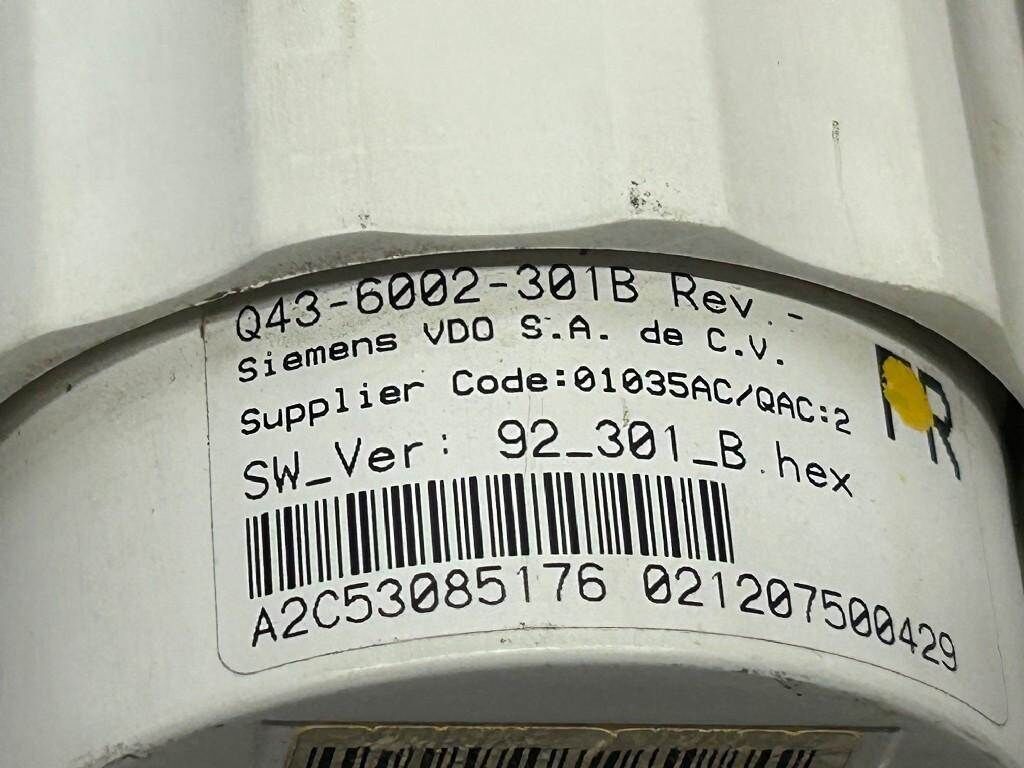 Q43-6002-301B Rev.-
Siemens VDO S.A. de C.V.
Supplier Code:01035AC/QAC:2
SW_Ver: 92_301_B.hex
A2C53085176 021207500429